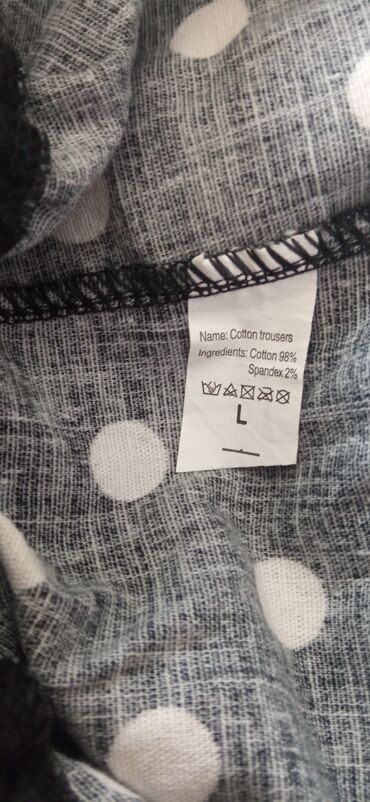 Name: Cotton trousers
Ingredients: Cotton 98%
Spandex 2%
L